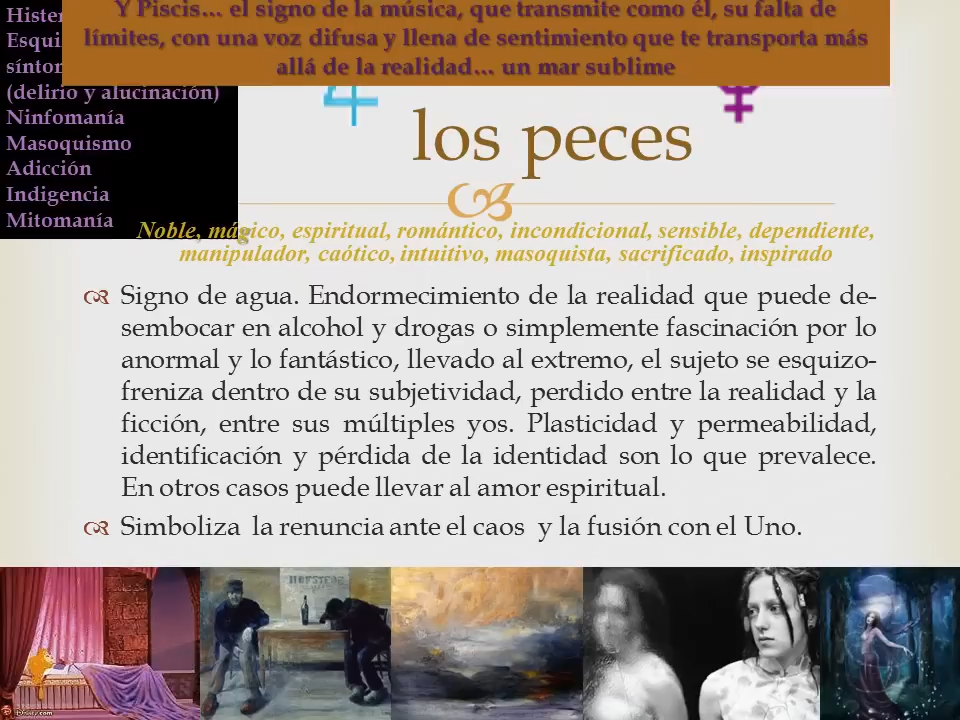 Y Piscis… el signo de la música, que transmite como él, su falta de
límites, con una voz difusa y llena de sentimiento que te transporta más
allá de la realidad… un mar sublime
(delirio y alucinación)
Ninfomanía
Masoquismo
Adicción
Indigencia
Mitomanía
los peces
Noble, mágico, espiritual, romántico, incondicional, sensible, dependiente,
manipulador, caótico, intuitivo, masoquista, sacrificado, inspirado
Signo de agua. Endormecimiento de la realidad que puede de-
sembocar en alcohol y drogas o simplemente fascinación por lo
anormal y lo fantástico, llevado al extremo, el sujeto se esquizo-
freniza dentro de su subjetividad, perdido entre la realidad y la
ficción, entre sus múltiples yos. Plasticidad y permeabilidad,
identificación y pérdida de la identidad son lo que prevalece.
En otros casos puede llevar al amor espiritual.
Simboliza la renuncia ante el caos y la fusión con el Uno.